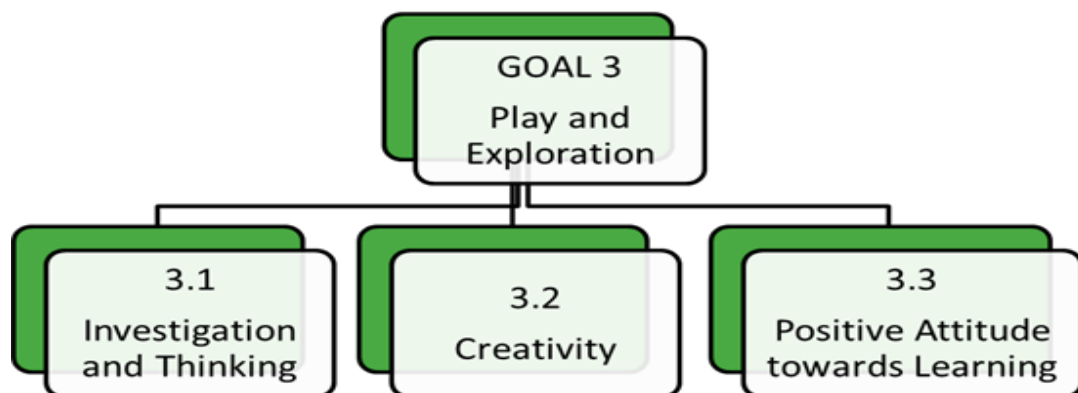 GOAL 3
Play and
Exploration
3.1
Investigation
and Thinking
3.2
Creativity
3.3
Positive Attitude
towards Learning